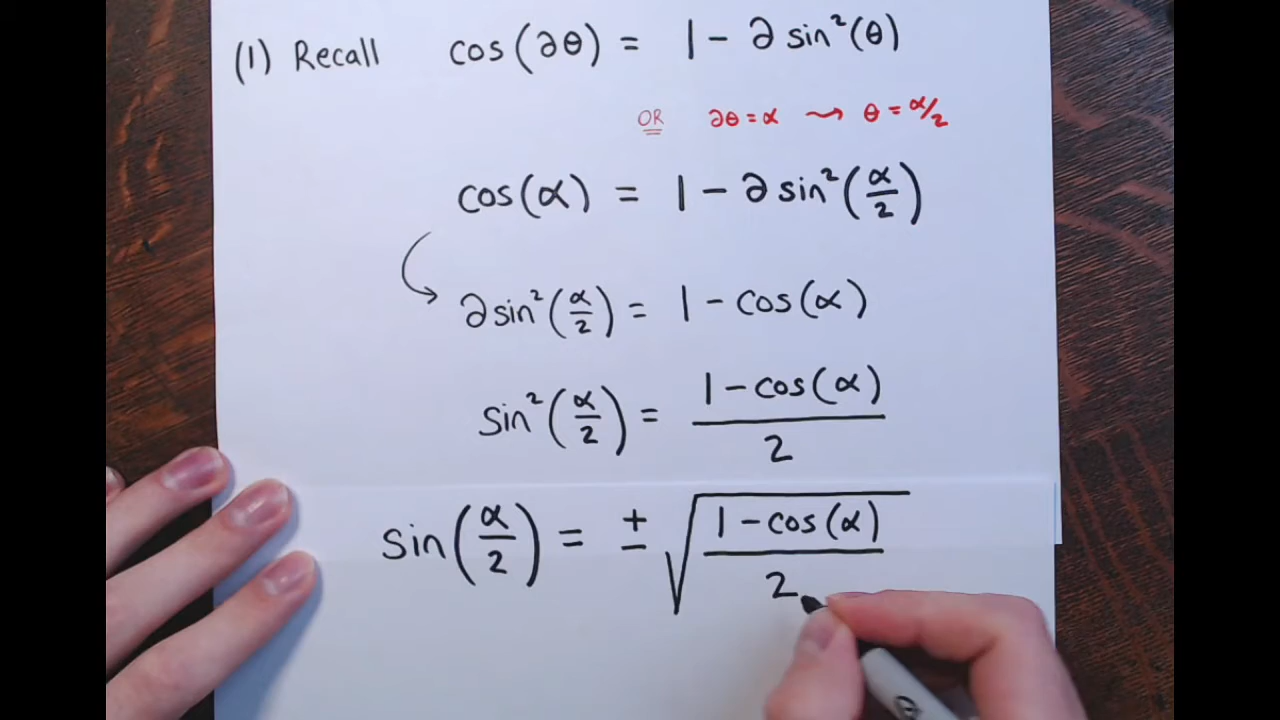 (1) Recall cos(2θ) = 1 - 2 sin²(θ)
OR 2θ = α ⇝ θ = α/2
cos(α) = 1 - 2 sin²(α/2)
2 sin²(α/2) = 1 - cos(α)
sin²(α/2) = (1 - cos(α))/2
sin(α/2) = ± √((1 - cos(α))/2)